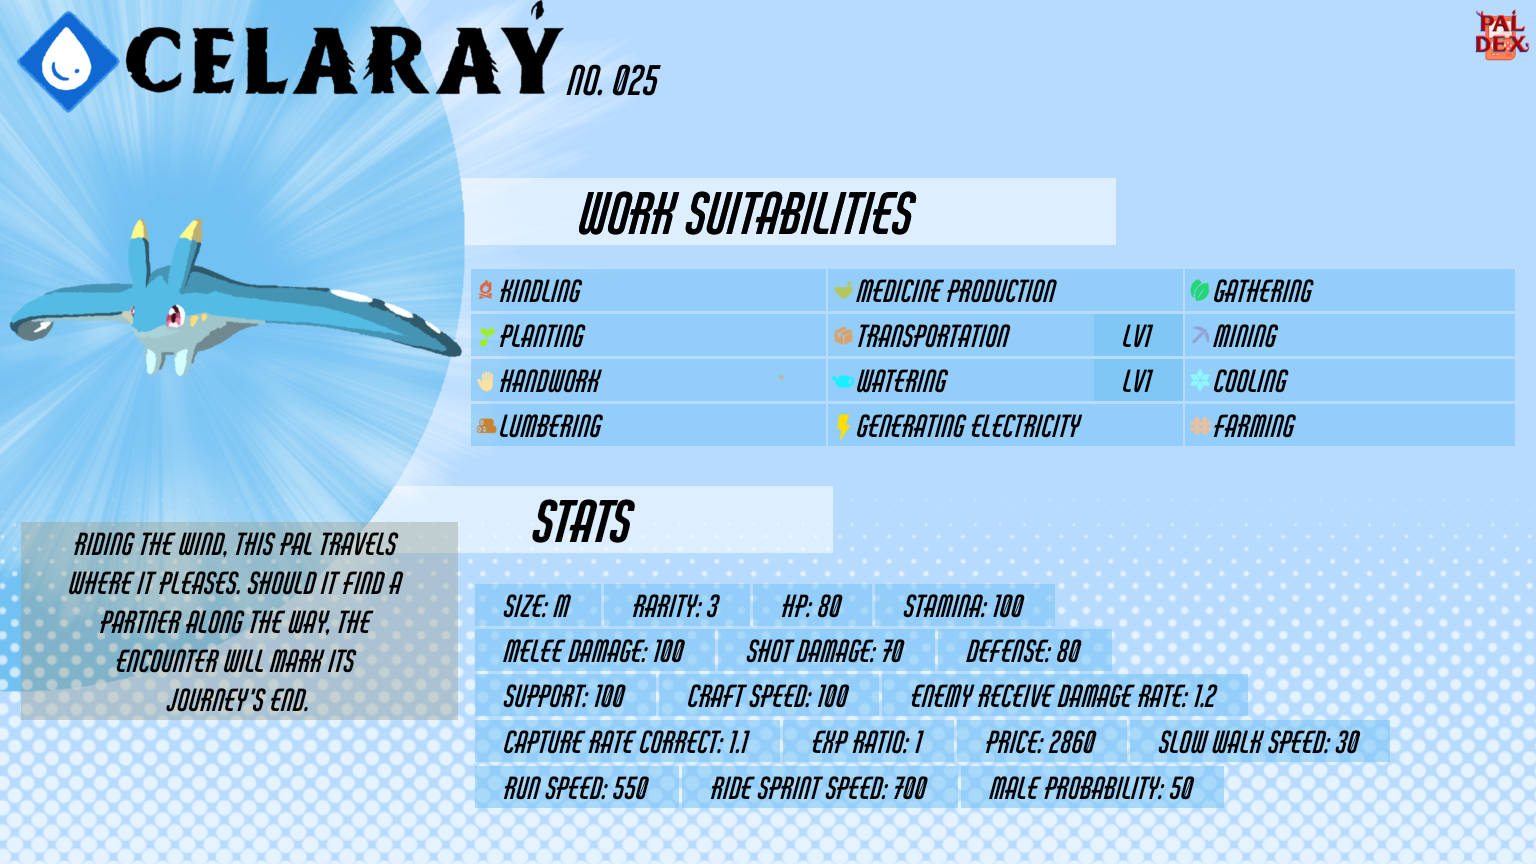 CELARAY NO. 025
PAL
DEX
WORK SUITABILITIES
KINDLING MEDICINE PRODUCTION GATHERING
PLANTING TRANSPORTATION LV1 MINING
HANDWORK WATERING LV1 COOLING
LUMBERING GENERATING ELECTRICITY FARMING
STATS
RIDING THE WIND, THIS PAL TRAVELS
WHERE IT PLEASES. SHOULD IT FIND A
PARTNER ALONG THE WAY, THE
ENCOUNTER WILL MARK ITS
JOURNEY'S END.
SIZE: M RARITY: 3 HP: 80 STAMINA: 100
MELEE DAMAGE: 100 SHOT DAMAGE: 70 DEFENSE: 80
SUPPORT: 100 CRAFT SPEED: 100 ENEMY RECEIVE DAMAGE RATE: 1.2
CAPTURE RATE CORRECT: 1.1 EXP RATIO: 1 PRICE: 2860 SLOW WALK SPEED: 30
RUN SPEED: 550 RIDE SPRINT SPEED: 700 MALE PROBABILITY: 50